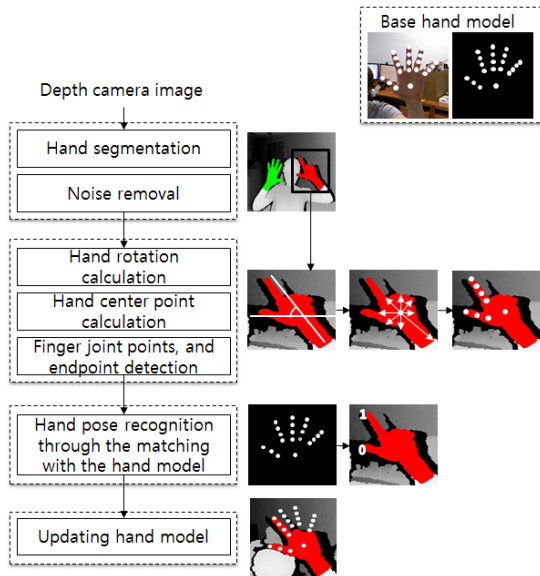 Base hand model
Depth camera image
Hand segmentation
Noise removal
Hand rotation
calculation
Hand center point
calculation
Finger joint points, and
endpoint detection
Hand pose recognition
through the matching
with the hand model
1
0
Updating hand model